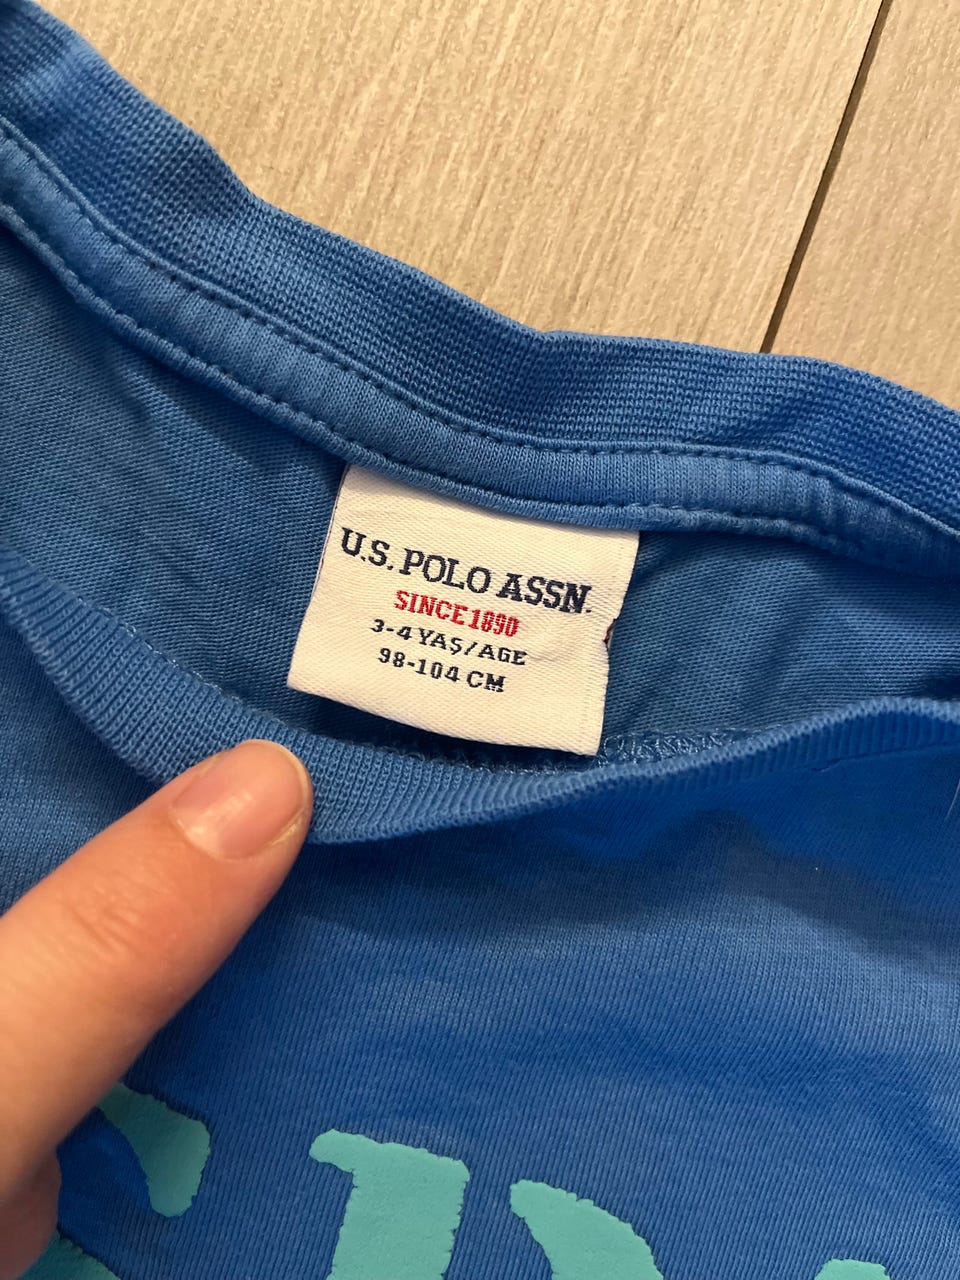 U.S. POLO ASSN.
SINCE 1890
3-4 YAŞ/AGE
98-104 CM